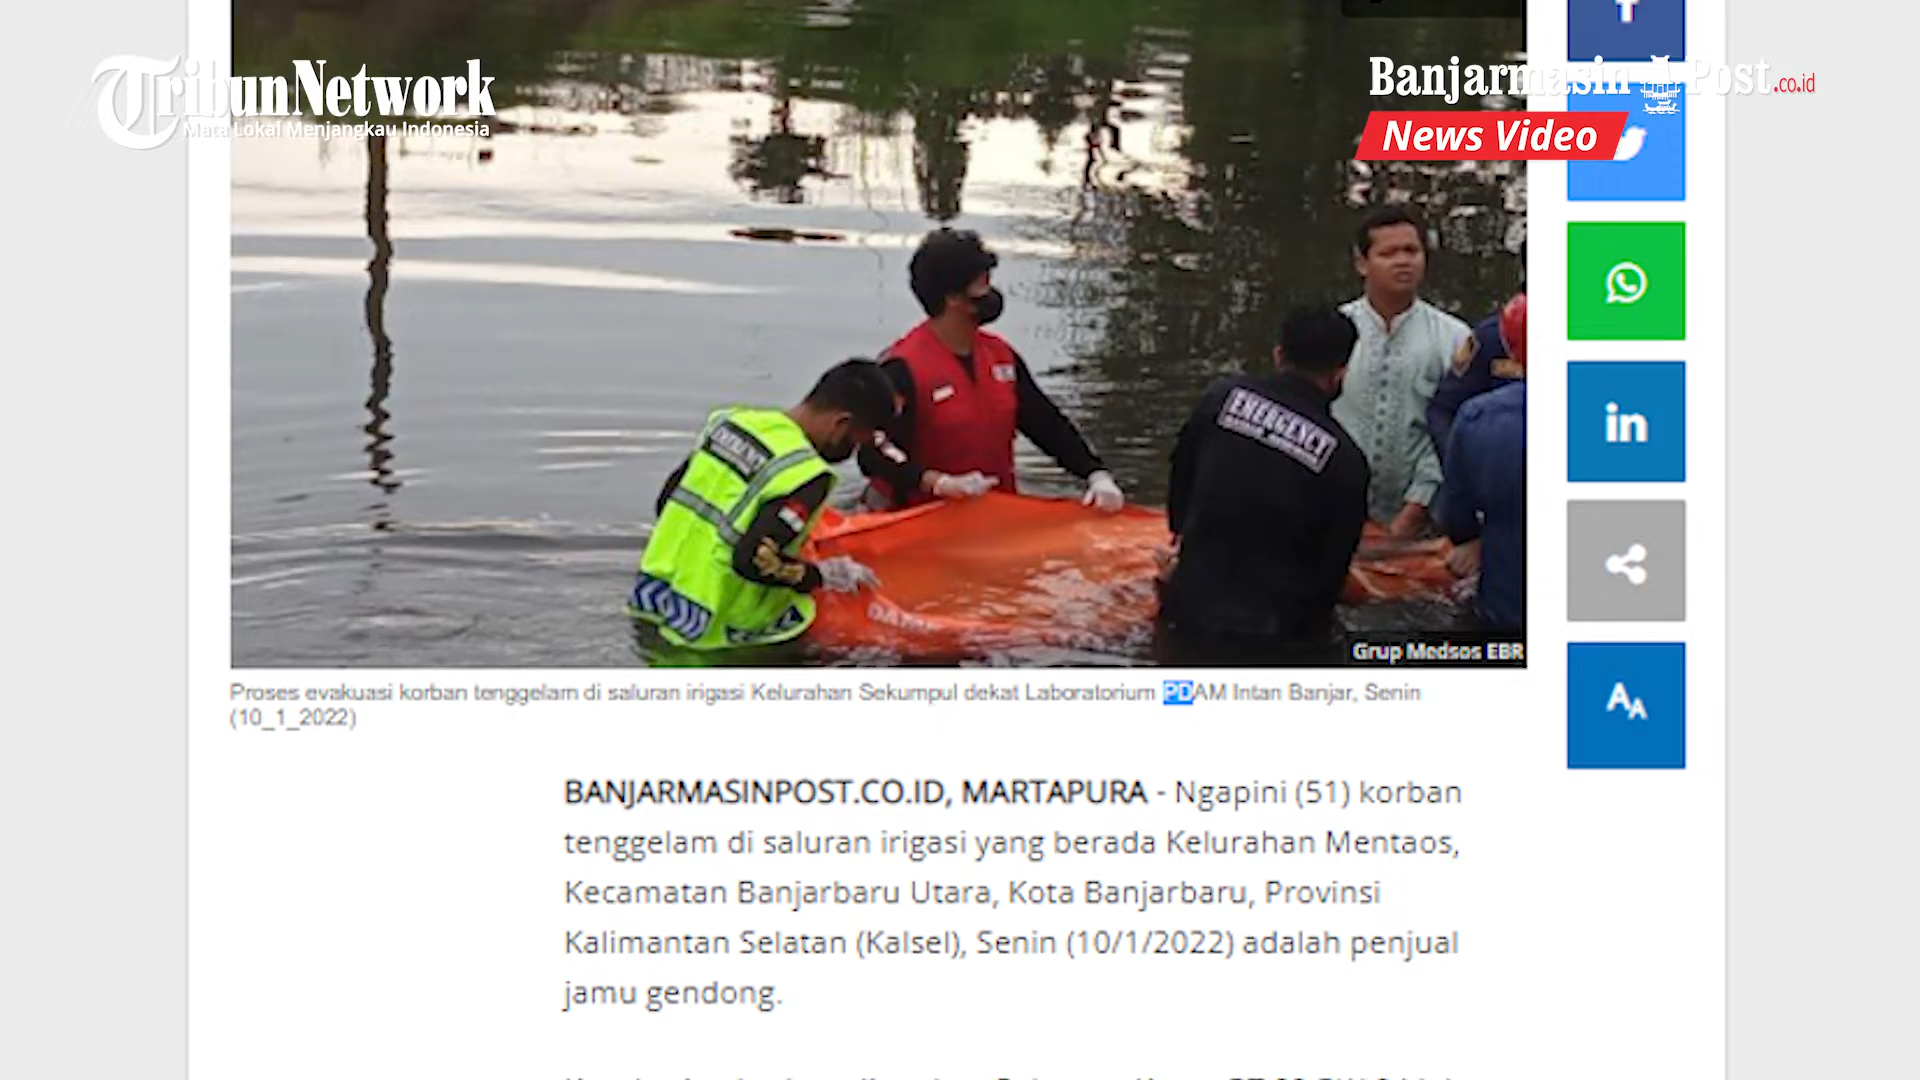 TribunNetwork
Mata Lokal Menjangkau Indonesia
Banjarmasin Post.co.id
News Video
EMERGENCY
EMERGENCY
Grup Medsos EBR
Proses evakuasi korban tenggelam di saluran irigasi Kelurahan Sekumpul dekat Laboratorium PDAM Intan Banjar, Senin
(10_1_2022)
BANJARMASINPOST.CO.ID, MARTAPURA - Ngapini (51) korban
tenggelam di saluran irigasi yang berada Kelurahan Mentaos,
Kecamatan Banjarbaru Utara, Kota Banjarbaru, Provinsi
Kalimantan Selatan (Kalsel), Senin (10/1/2022) adalah penjual
jamu gendong.